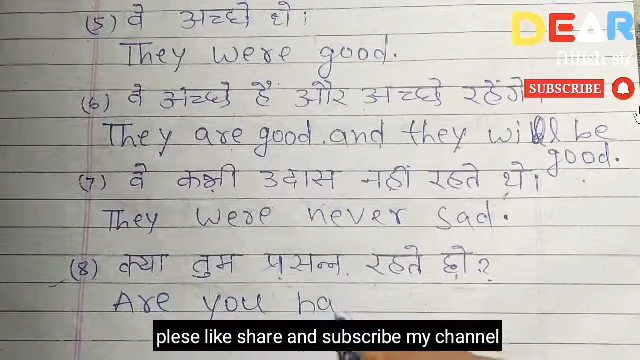 (5) वे अच्छे थे।
They were good.
(6) वे अच्छे हैं और अच्छे रहेंगे।
They are good. and they will be good.
(7) वे कभी उदास नहीं रहते थे।
They were never sad.
(8) क्या तुम प्रसन्न रहते हो?
Are you ha
DEAR
Nitish sir
SUBSCRIBE
plese like share and subscribe my channel